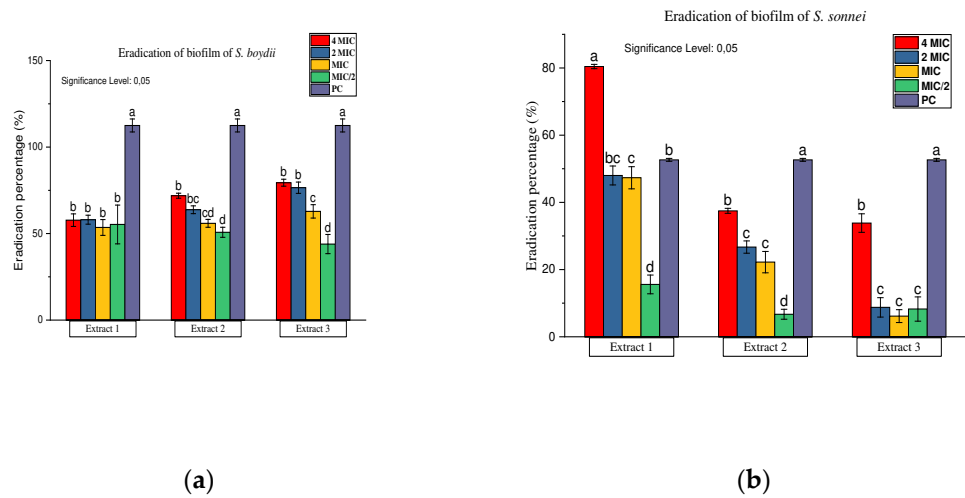 Eradication of biofilm of S. boydii
Significance Level: 0,05
4 MIC
2 MIC
MIC
MIC/2
PC
Eradication percentage (%)
150
100
50
0
b b b b a
b bc cd d a
b b c d a
Extract 1 Extract 2 Extract 3
(a)
Eradication of biofilm of S. sonnei
Significance Level: 0,05
4 MIC
2 MIC
MIC
MIC/2
PC
Eradication percentage (%)
80
60
40
20
0
a bc c d b
b c c d a
b c c c a
Extract 1 Extract 2 Extract 3
(b)